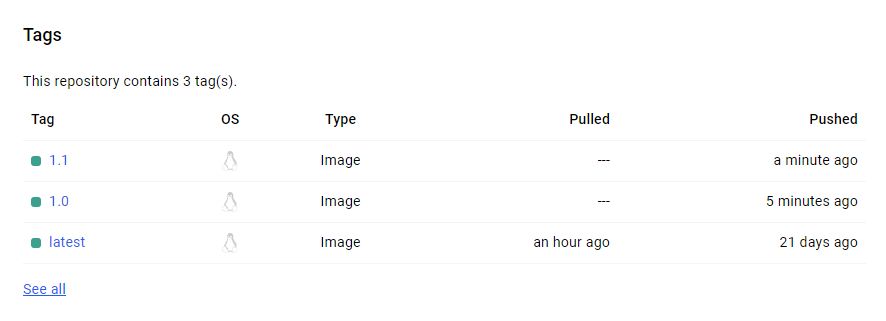 Tags
This repository contains 3 tag(s).
Tag OS Type Pulled Pushed
1.1 Image --- a minute ago
1.0 Image --- 5 minutes ago
latest Image an hour ago 21 days ago
See all